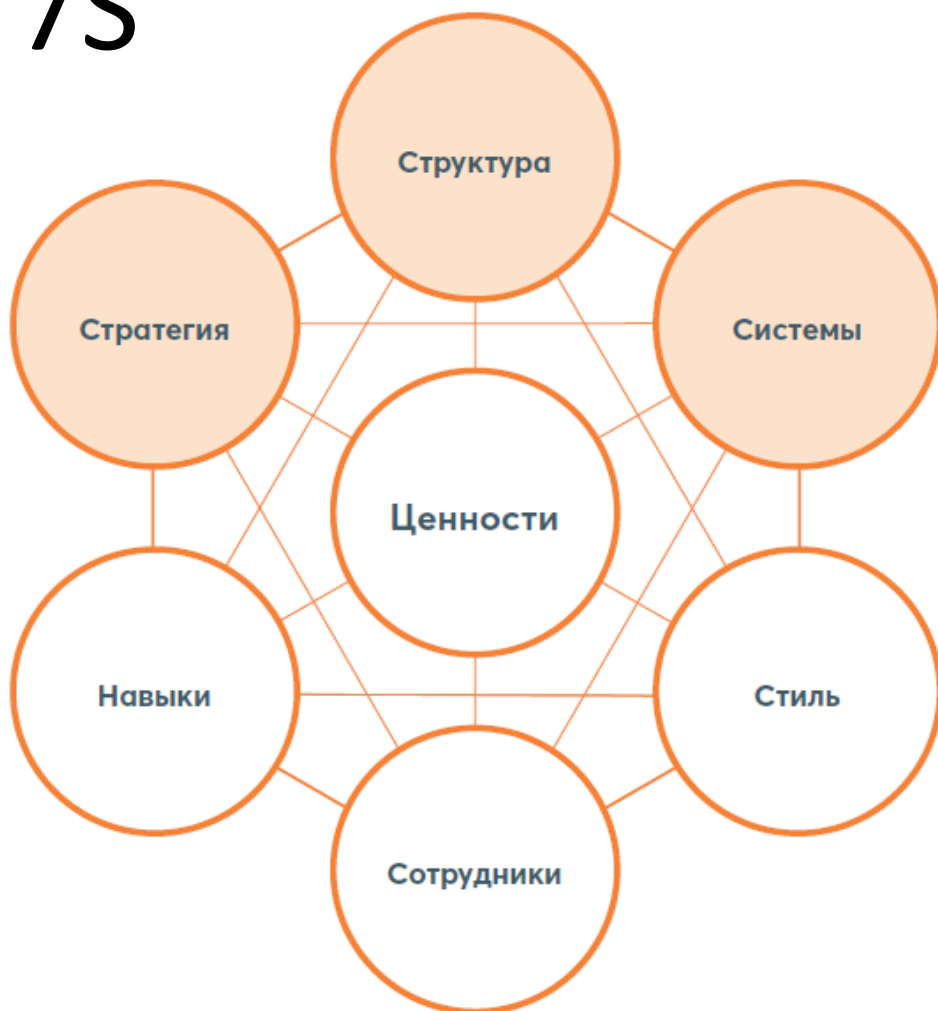 7S
Структура
Стратегия
Системы
Ценности
Навыки
Стиль
Сотрудники